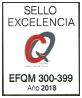 SELLO
EXCELENCIA
EFQM 300-399
Año 2018